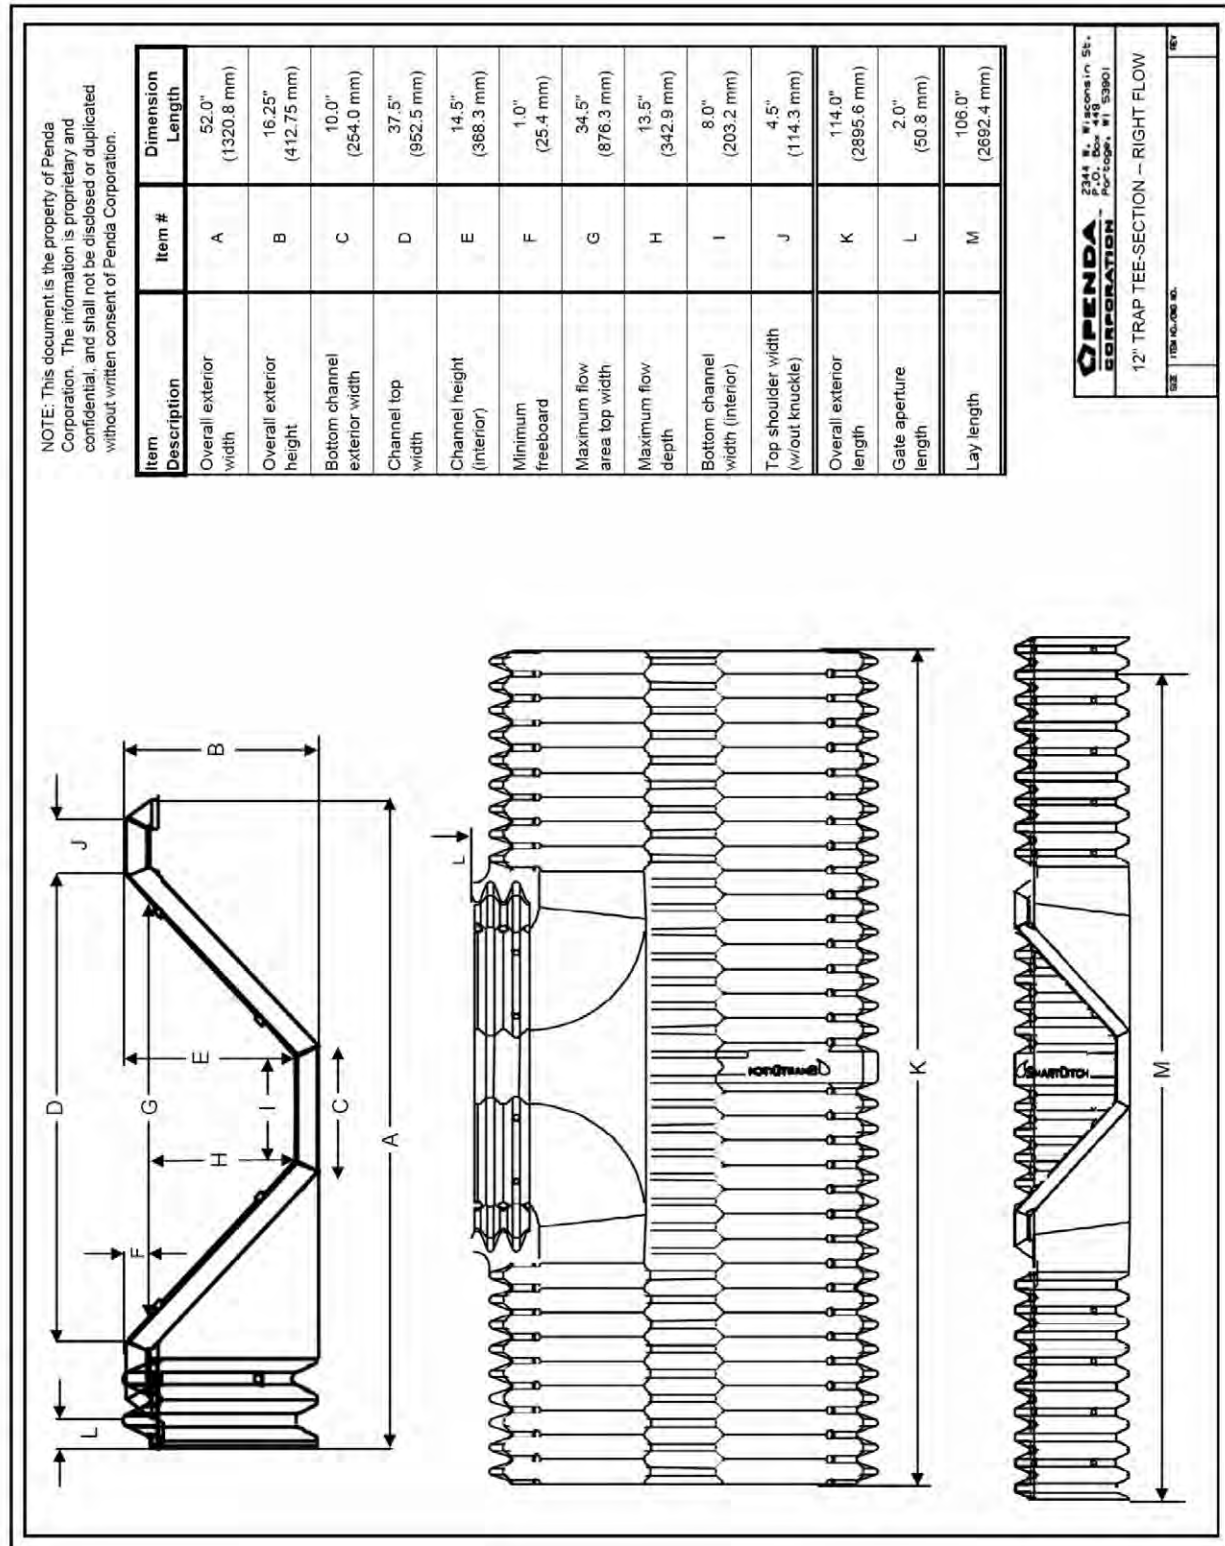 NOTE: This document is the property of Penda
Corporation. The information is proprietary and
confidential, and shall not be disclosed or duplicated
without written consent of Penda Corporation.
Item Description Item # Dimension Length
Overall exterior width A 52.0" (1320.8 mm)
Overall exterior height B 16.25" (412.75 mm)
Bottom channel exterior width C 10.0" (254.0 mm)
Channel top width D 37.5" (952.5 mm)
Channel height (interior) E 14.5" (368.3 mm)
Minimum freeboard F 1.0" (25.4 mm)
Maximum flow area top width G 34.5" (876.3 mm)
Maximum flow depth H 13.5" (342.9 mm)
Bottom channel width (interior) I 8.0" (203.2 mm)
Top shoulder width (w/out knuckle) J 4.5" (114.3 mm)
Overall exterior length K 114.0" (2895.6 mm)
Gate aperture length L 2.0" (50.8 mm)
Lay length M 106.0" (2692.4 mm)
L
F
D
G
H
E
I
C
A
J
B
L
SMARTDITCH
K
SMARTDITCH
M
PENDA
CORPORATION™
2344 W. Wisconsin St.
P.O. Box 449
Portage, WI 53901
12" TRAP TEE-SECTION – RIGHT FLOW
SIZE
ITEM NO./DWG NO.
REV